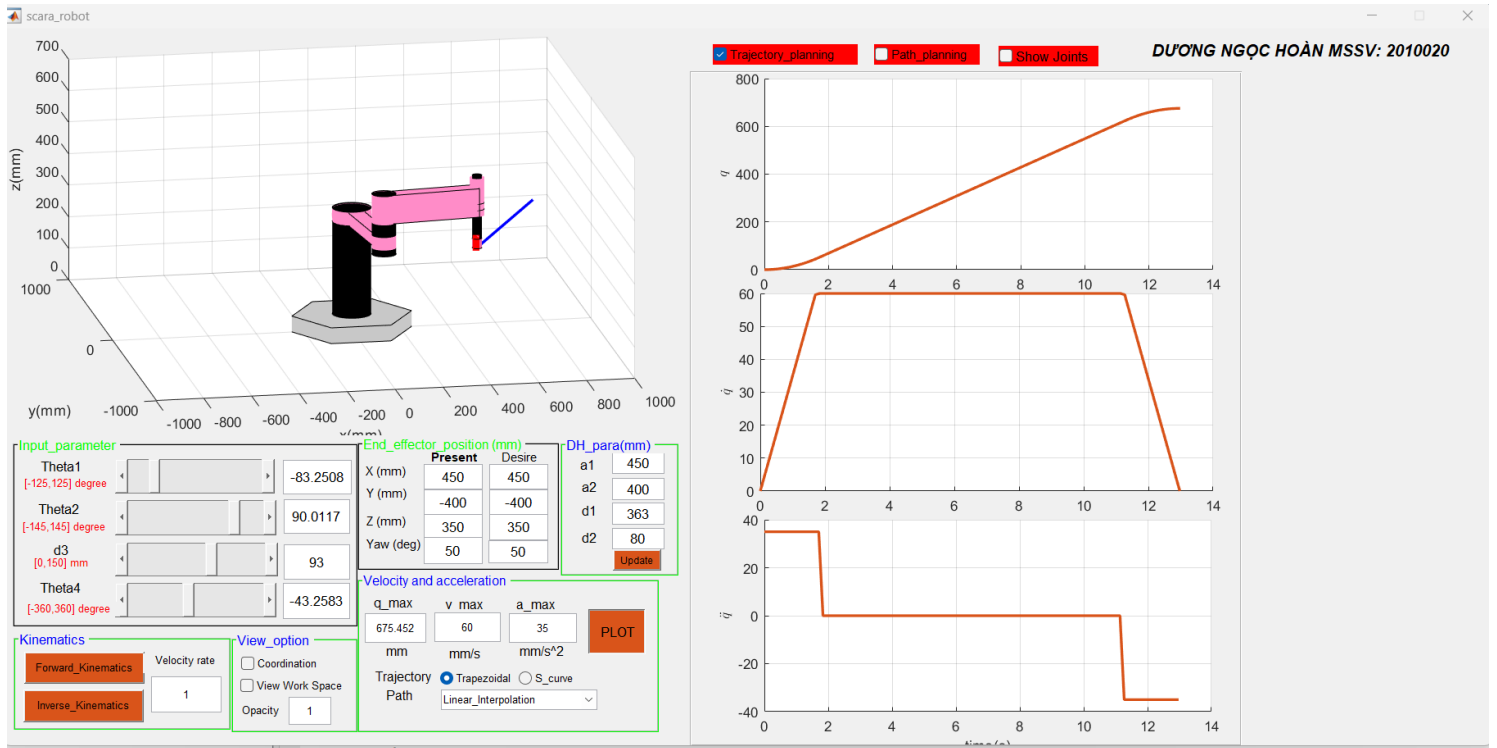 scara_robot
Trajectory_planning
Path_planning
Show Joints
DƯƠNG NGỌC HOÀN MSSV: 2010020
700
600
500
400
300
200
100
0
z(mm)
1000
0
-1000
y(mm)
-1000
-800
-600
-400
-200
0
200
400
600
800
1000
x(mm)
800
600
400
200
0
q
0 2 4 6 8 10 12 14
60
50
40
30
20
10
0
q̇
0 2 4 6 8 10 12 14
40
20
0
-20
-40
q̈
0 2 4 6 8 10 12 14
time(s)
Input_parameter
Theta1
[-125,125] degree
-83.2508
Theta2
[-145,145] degree
90.0117
d3
[0,150] mm
93
Theta4
[-360,360] degree
-43.2583
End_effector_position (mm)
Present Desire
X (mm) 450 450
Y (mm) -400 -400
Z (mm) 350 350
Yaw (deg) 50 50
DH_para(mm)
a1 450
a2 400
d1 363
d2 80
Update
Kinematics
Forward_Kinematics
Inverse_Kinematics
Velocity rate
1
View_option
Coordination
View Work Space
Opacity 1
Velocity and acceleration
q_max v_max a_max
675.452 60 35
mm mm/s mm/s^2
PLOT
Trajectory Trapezoidal S_curve
Path Linear_Interpolation